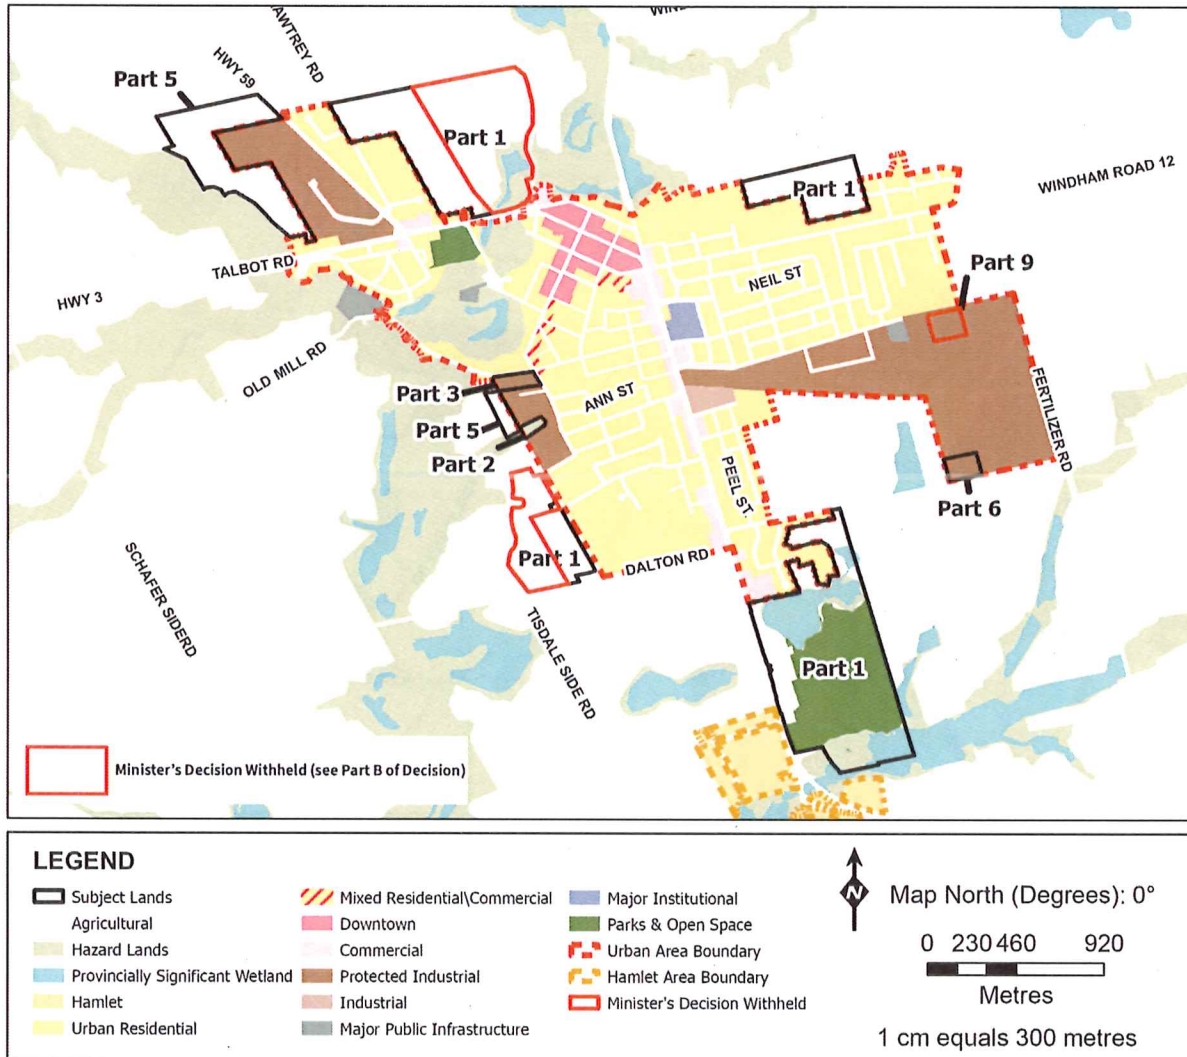 WIND
AWTREY RD
HWY 59
Part 5
Part 1
Part 1
WINDHAM ROAD 12
TALBOT RD
NEIL ST
Part 9
HWY 3
OLD MILL RD
Part 3
ANN ST
FERTILIZER RD
Part 5
Part 2
PEEL ST.
Part 6
Part 1
DALTON RD
SCHAFER SIDERD
TISDALE SIDE RD
Part 1
Minister's Decision Withheld (see Part B of Decision)
LEGEND
Subject Lands
Agricultural
Hazard Lands
Provincially Significant Wetland
Hamlet
Urban Residential
Mixed Residential\Commercial
Downtown
Commercial
Protected Industrial
Industrial
Major Public Infrastructure
Major Institutional
Parks & Open Space
Urban Area Boundary
Hamlet Area Boundary
Minister's Decision Withheld
N
Map North (Degrees): 0°
0 230 460 920
Metres
1 cm equals 300 metres